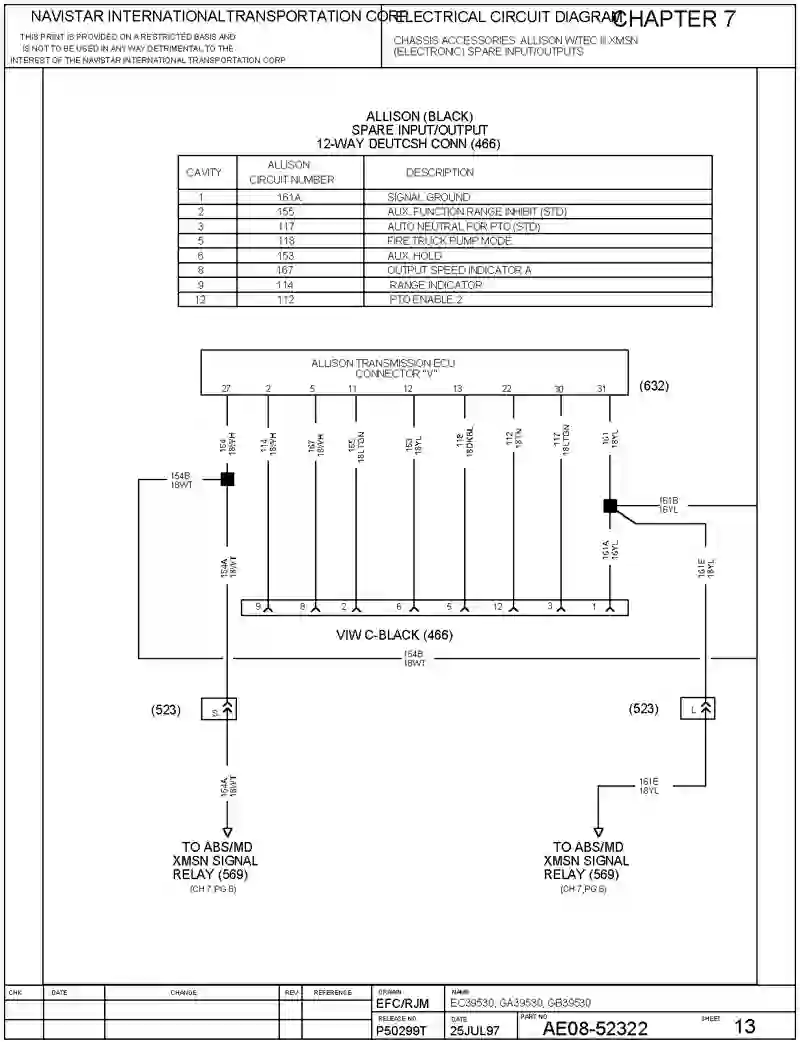 NAVISTAR INTERNATIONAL TRANSPORTATION CORP.
THIS PRINT IS PROVIDED ON A RESTRICTED BASIS AND
IS NOT TO BE USED IN ANY WAY DETRIMENTAL TO THE
INTEREST OF THE NAVISTAR INTERNATIONAL TRANSPORTATION CORP
ELECTRICAL CIRCUIT DIAGRAM
CHAPTER 7
CHASSIS ACCESSORIES ALLISON W/TEC III XMSN
(ELECTRONIC) SPARE INPUT/OUTPUTS
ALLISON (BLACK)
SPARE INPUT/OUTPUT
12-WAY DEUTCSH CONN (466)
CAVITY ALLISON CIRCUIT NUMBER DESCRIPTION
1 161A SIGNAL GROUND
2 155 AUX. FUNCTION RANGE INHIBIT (STD)
3 117 AUTO NEUTRAL FOR PTO (STD)
5 118 FIRE TRUCK PUMP MODE
6 153 AUX. HOLD
8 167 OUTPUT SPEED INDICATOR A
9 114 RANGE INDICATOR
12 112 PTO ENABLE 2
ALLISON TRANSMISSION ECU
CONNECTOR "V"
27 2 5 11 12 13 22 30 31
(632)
154 18WH
114 18WH
167 18WH
155 18LTGN
153 18YL
118 18DKBL
112 18TN
117 18LTGN
161 18YL
154B
18WT
161B
18YL
154A 18WT
161A 18YL
161E 18YL
9 8 2 6 5 12 3 1
VIW C-BLACK (466)
154B
18WT
(523) S
(523) L
154A 18WT
161E
18YL
TO ABS/MD
XMSN SIGNAL
RELAY (569)
(CH 7,PG 6)
TO ABS/MD
XMSN SIGNAL
RELAY (569)
(CH 7,PG 6)
CHK DATE CHANGE REV REFERENCE
DRAWN
EFC/RJM
NAME
EC39530, GA39530, GB39530
RELEASE NO.
P50299T
DATE
25JUL97
PART NO.
AE08-52322
SHEET 13